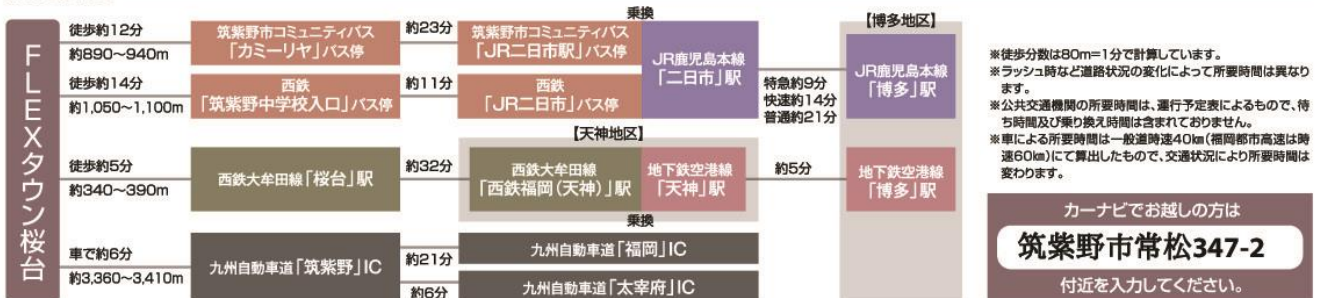 FLEXタウン桜台
徒歩約12分
約890〜940m
筑紫野市コミュニティバス
「カミーリヤ」バス停
約23分
筑紫野市コミュニティバス
「JR二日市駅」バス停
徒歩約14分
約1,050〜1,100m
西鉄
「筑紫野中学校入口」バス停
約11分
西鉄
「JR二日市」バス停
乗換
JR鹿児島本線
「二日市」駅
特急約9分
快速約14分
普通約21分
【博多地区】
JR鹿児島本線
「博多」駅
徒歩約5分
約340〜390m
西鉄大牟田線「桜台」駅
約32分
【天神地区】
西鉄大牟田線
「西鉄福岡(天神)」駅
地下鉄空港線
「天神」駅
乗換
約5分
地下鉄空港線
「博多」駅
車で約6分
約3,360〜3,410m
九州自動車道「筑紫野」IC
約21分
九州自動車道「福岡」IC
約6分
九州自動車道「太宰府」IC
※徒歩分数は80m=1分で計算しています。
※ラッシュ時など道路状況の変化によって所要時間は異なり
ます。
※公共交通機関の所要時間は、運行予定表によるもので、待
ち時間及び乗り換え時間は含まれておりません。
※車による所要時間は一般道時速40km(福岡都市高速は時
速60km)にて算出したもので、交通状況により所要時間は
変わります。
カーナビでお越しの方は
筑紫野市常松347-2
付近を入力してください。